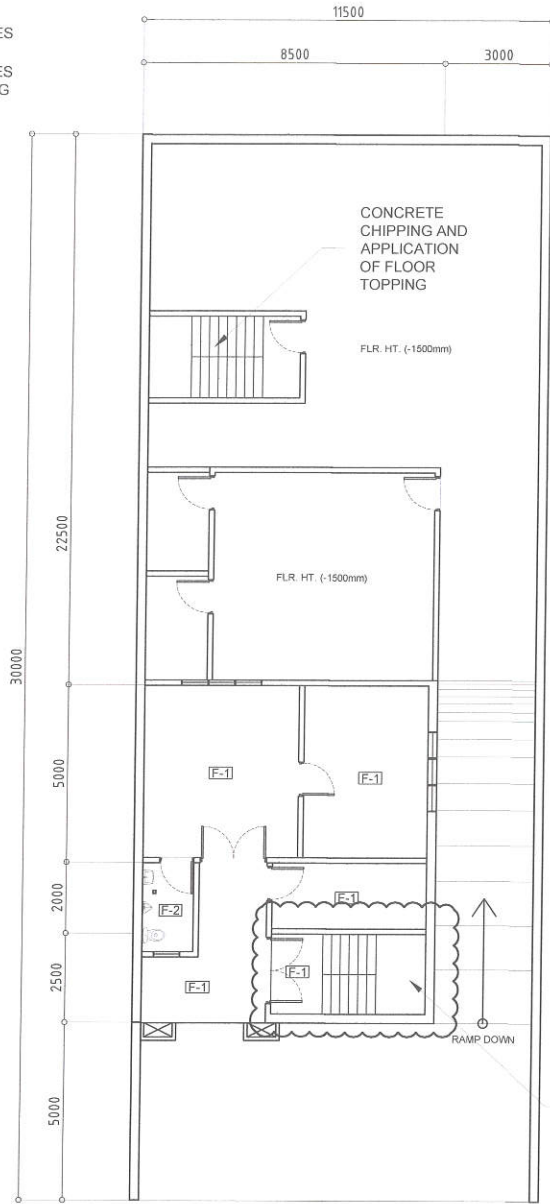 11500
ES
8500
3000
ES
G
CONCRETE
CHIPPING AND
APPLICATION
OF FLOOR
TOPPING
FLR. HT. (-1500mm)
22500
FLR. HT. (-1500mm)
30000
5000
F-1
F-1
2000
F-1
F-2
2500
F-1
F-1
RAMP DOWN
5000